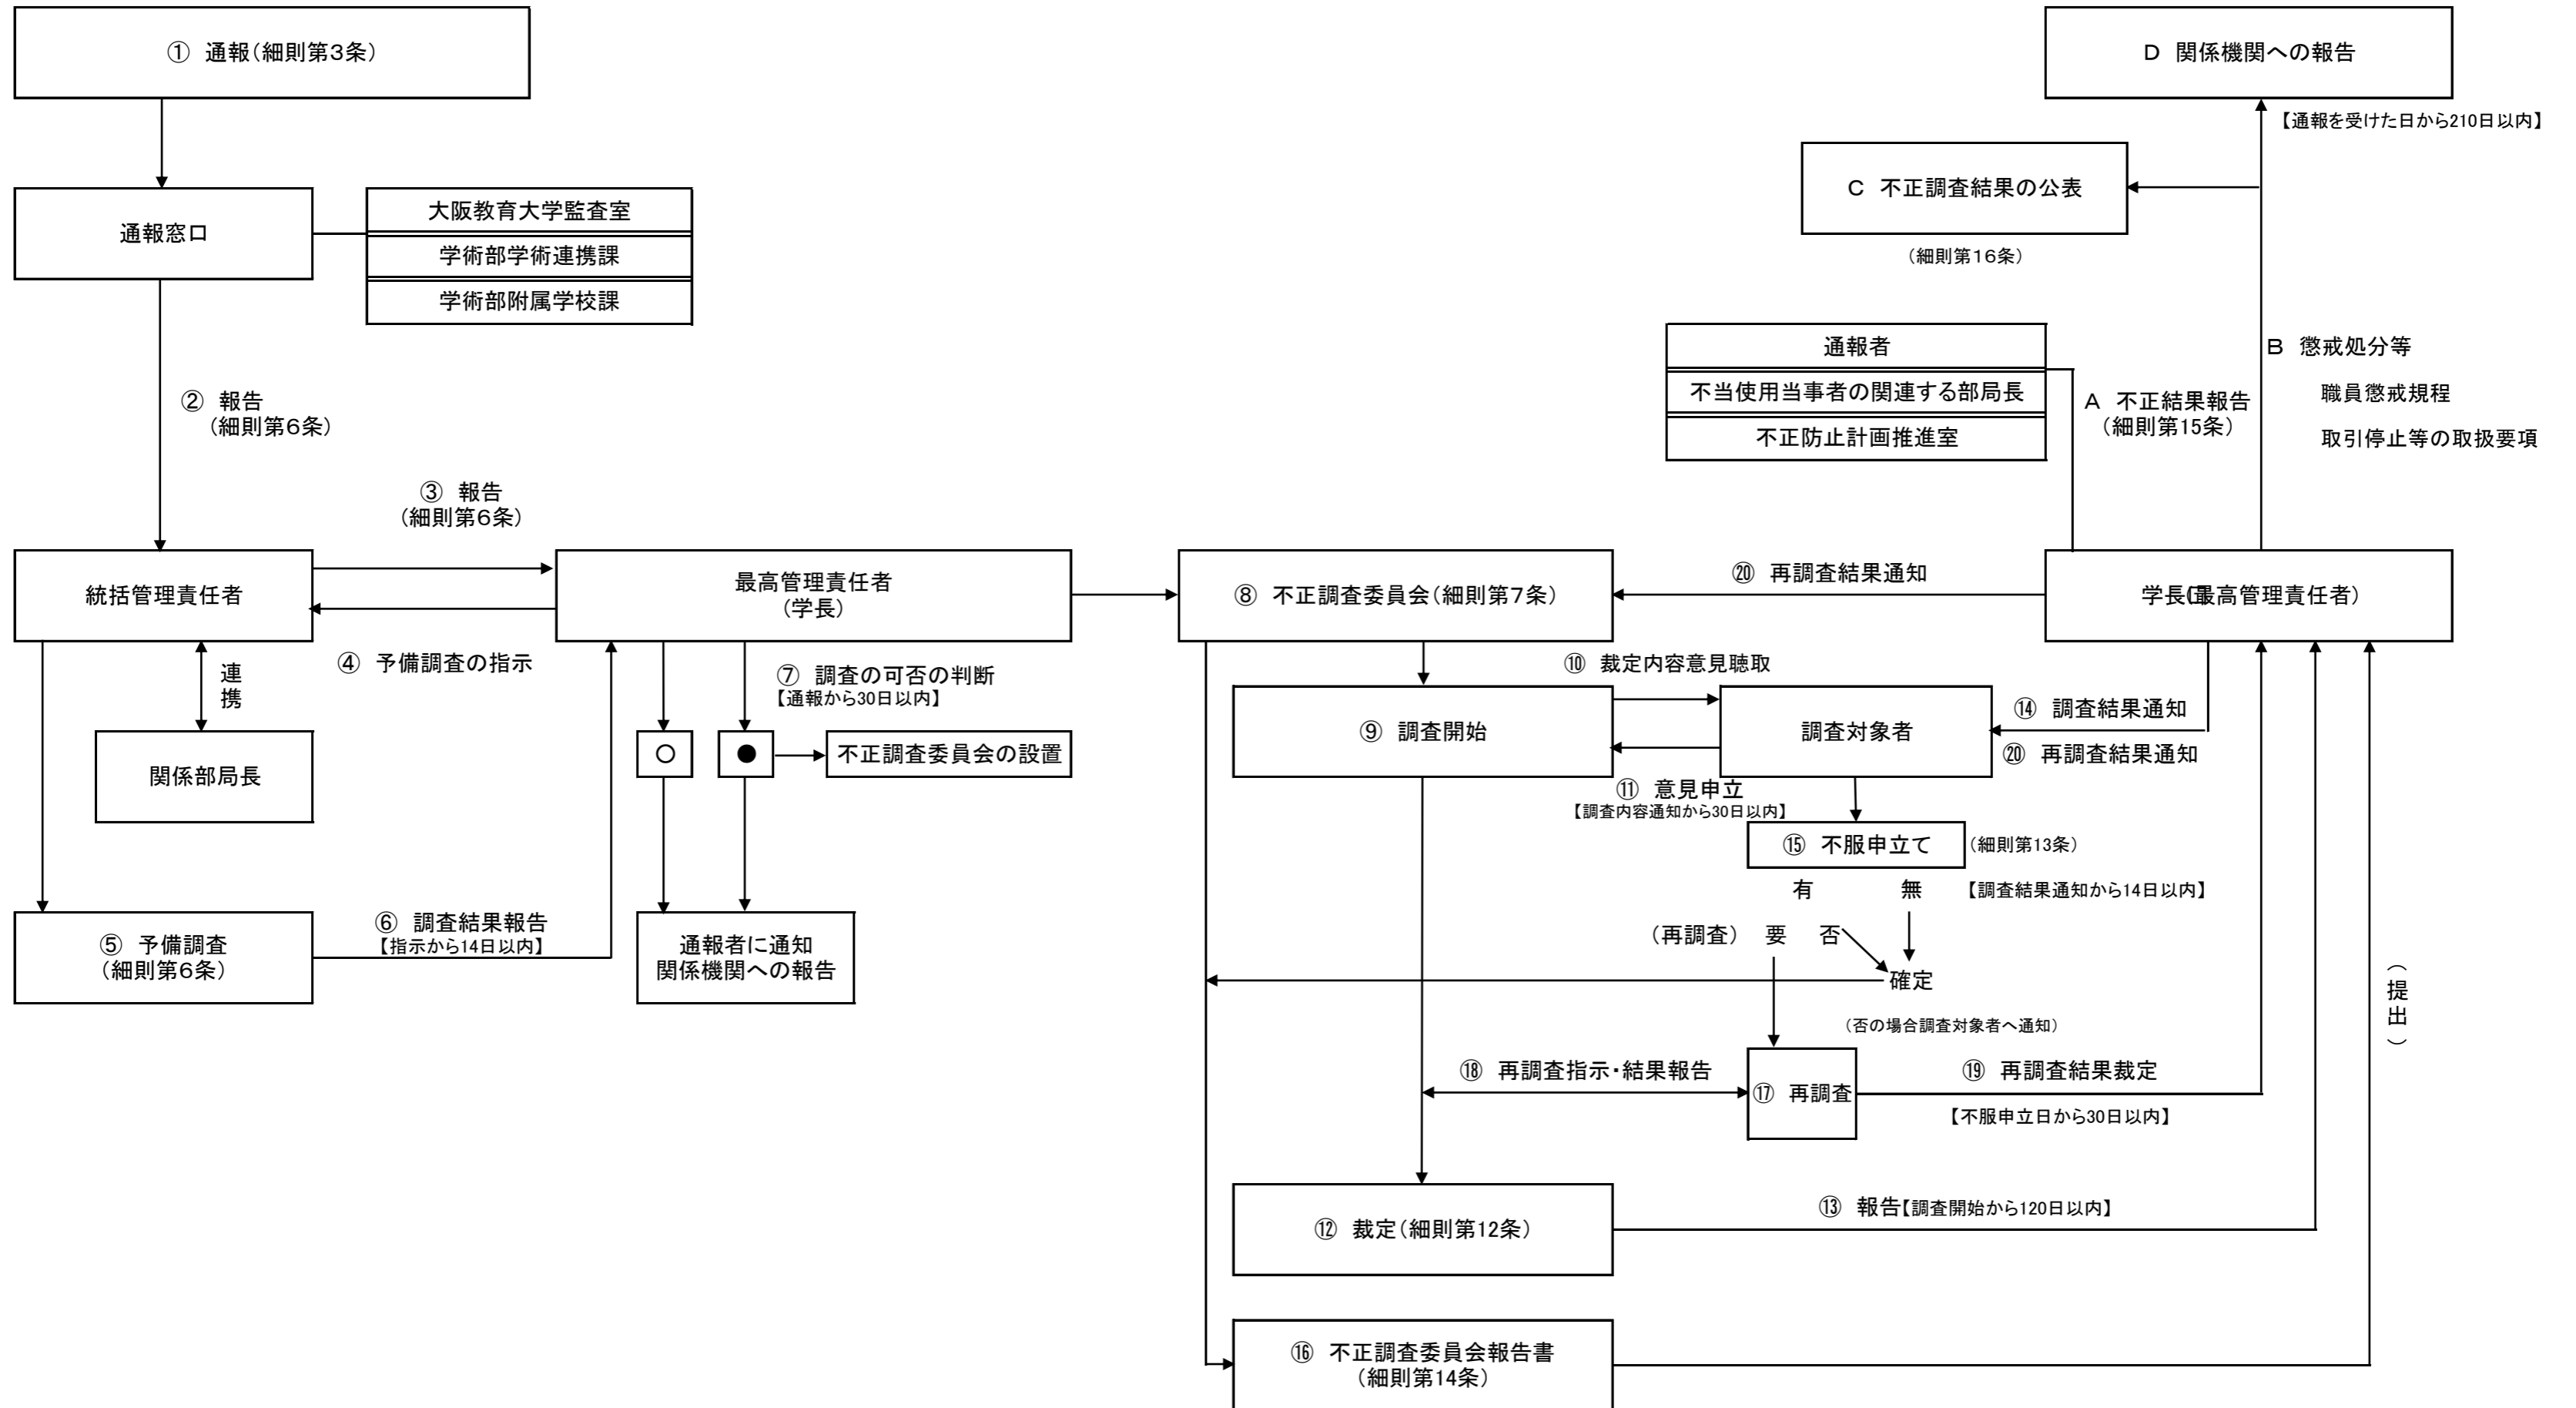 ① 通報（細則第３条）
D 関係機関への報告
【通報を受けた日から210日以内】
C 不正調査結果の公表
（細則第１６条）
通報窓口
大阪教育大学監査室
学術部学術連携課
学術部附属学校課
通報者
不当使用当事者の関連する部局長
不正防止計画推進室
A 不正結果報告
（細則第15条）
B 懲戒処分等
職員懲戒規程
取引停止等の取扱要項
② 報告
（細則第６条）
③ 報告
（細則第６条）
統括管理責任者
最高管理責任者
（学長）
⑧ 不正調査委員会（細則第７条）
⑳ 再調査結果通知
学長（最高管理責任者）
④ 予備調査の指示
連携
関係部局長
⑦ 調査の可否の判断
【通報から30日以内】
○
●
不正調査委員会の設置
⑩ 裁定内容意見聴取
⑨ 調査開始
調査対象者
⑭ 調査結果通知
⑳ 再調査結果通知
⑪ 意見申立
【調査内容通知から30日以内】
⑮ 不服申立て
（細則第13条）
有 無
【調査結果通知から14日以内】
⑤ 予備調査
（細則第６条）
⑥ 調査結果報告
【指示から14日以内】
通報者に通知
関係機関への報告
（再調査） 要 否
確定
（否の場合調査対象者へ通知）
（提出）
⑱ 再調査指示・結果報告
⑰ 再調査
⑲ 再調査結果裁定
【不服申立日から30日以内】
⑫ 裁定（細則第12条）
⑬ 報告【調査開始から120日以内】
⑯ 不正調査委員会報告書
（細則第14条）